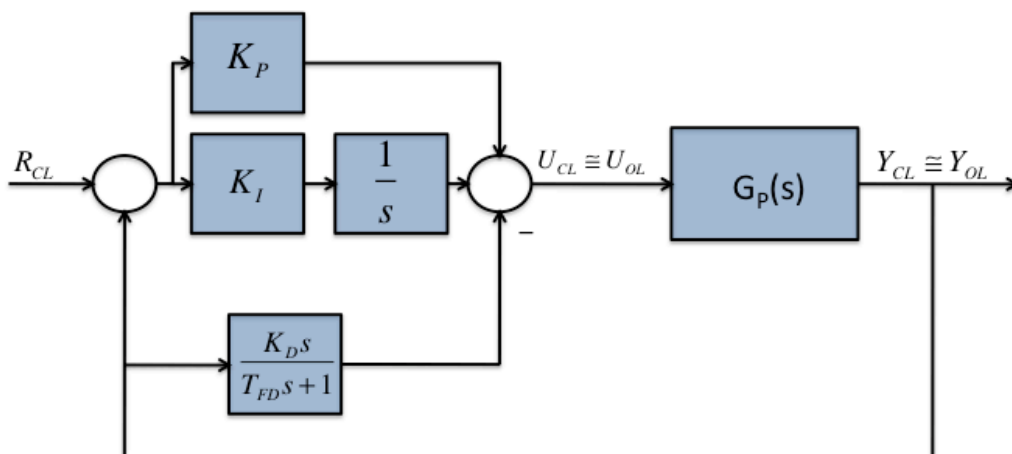 K_P
R_CL
K_I
1/s
U_CL ≅ U_OL
G_P(s)
Y_CL ≅ Y_OL
−
K_D s
T_FD s + 1